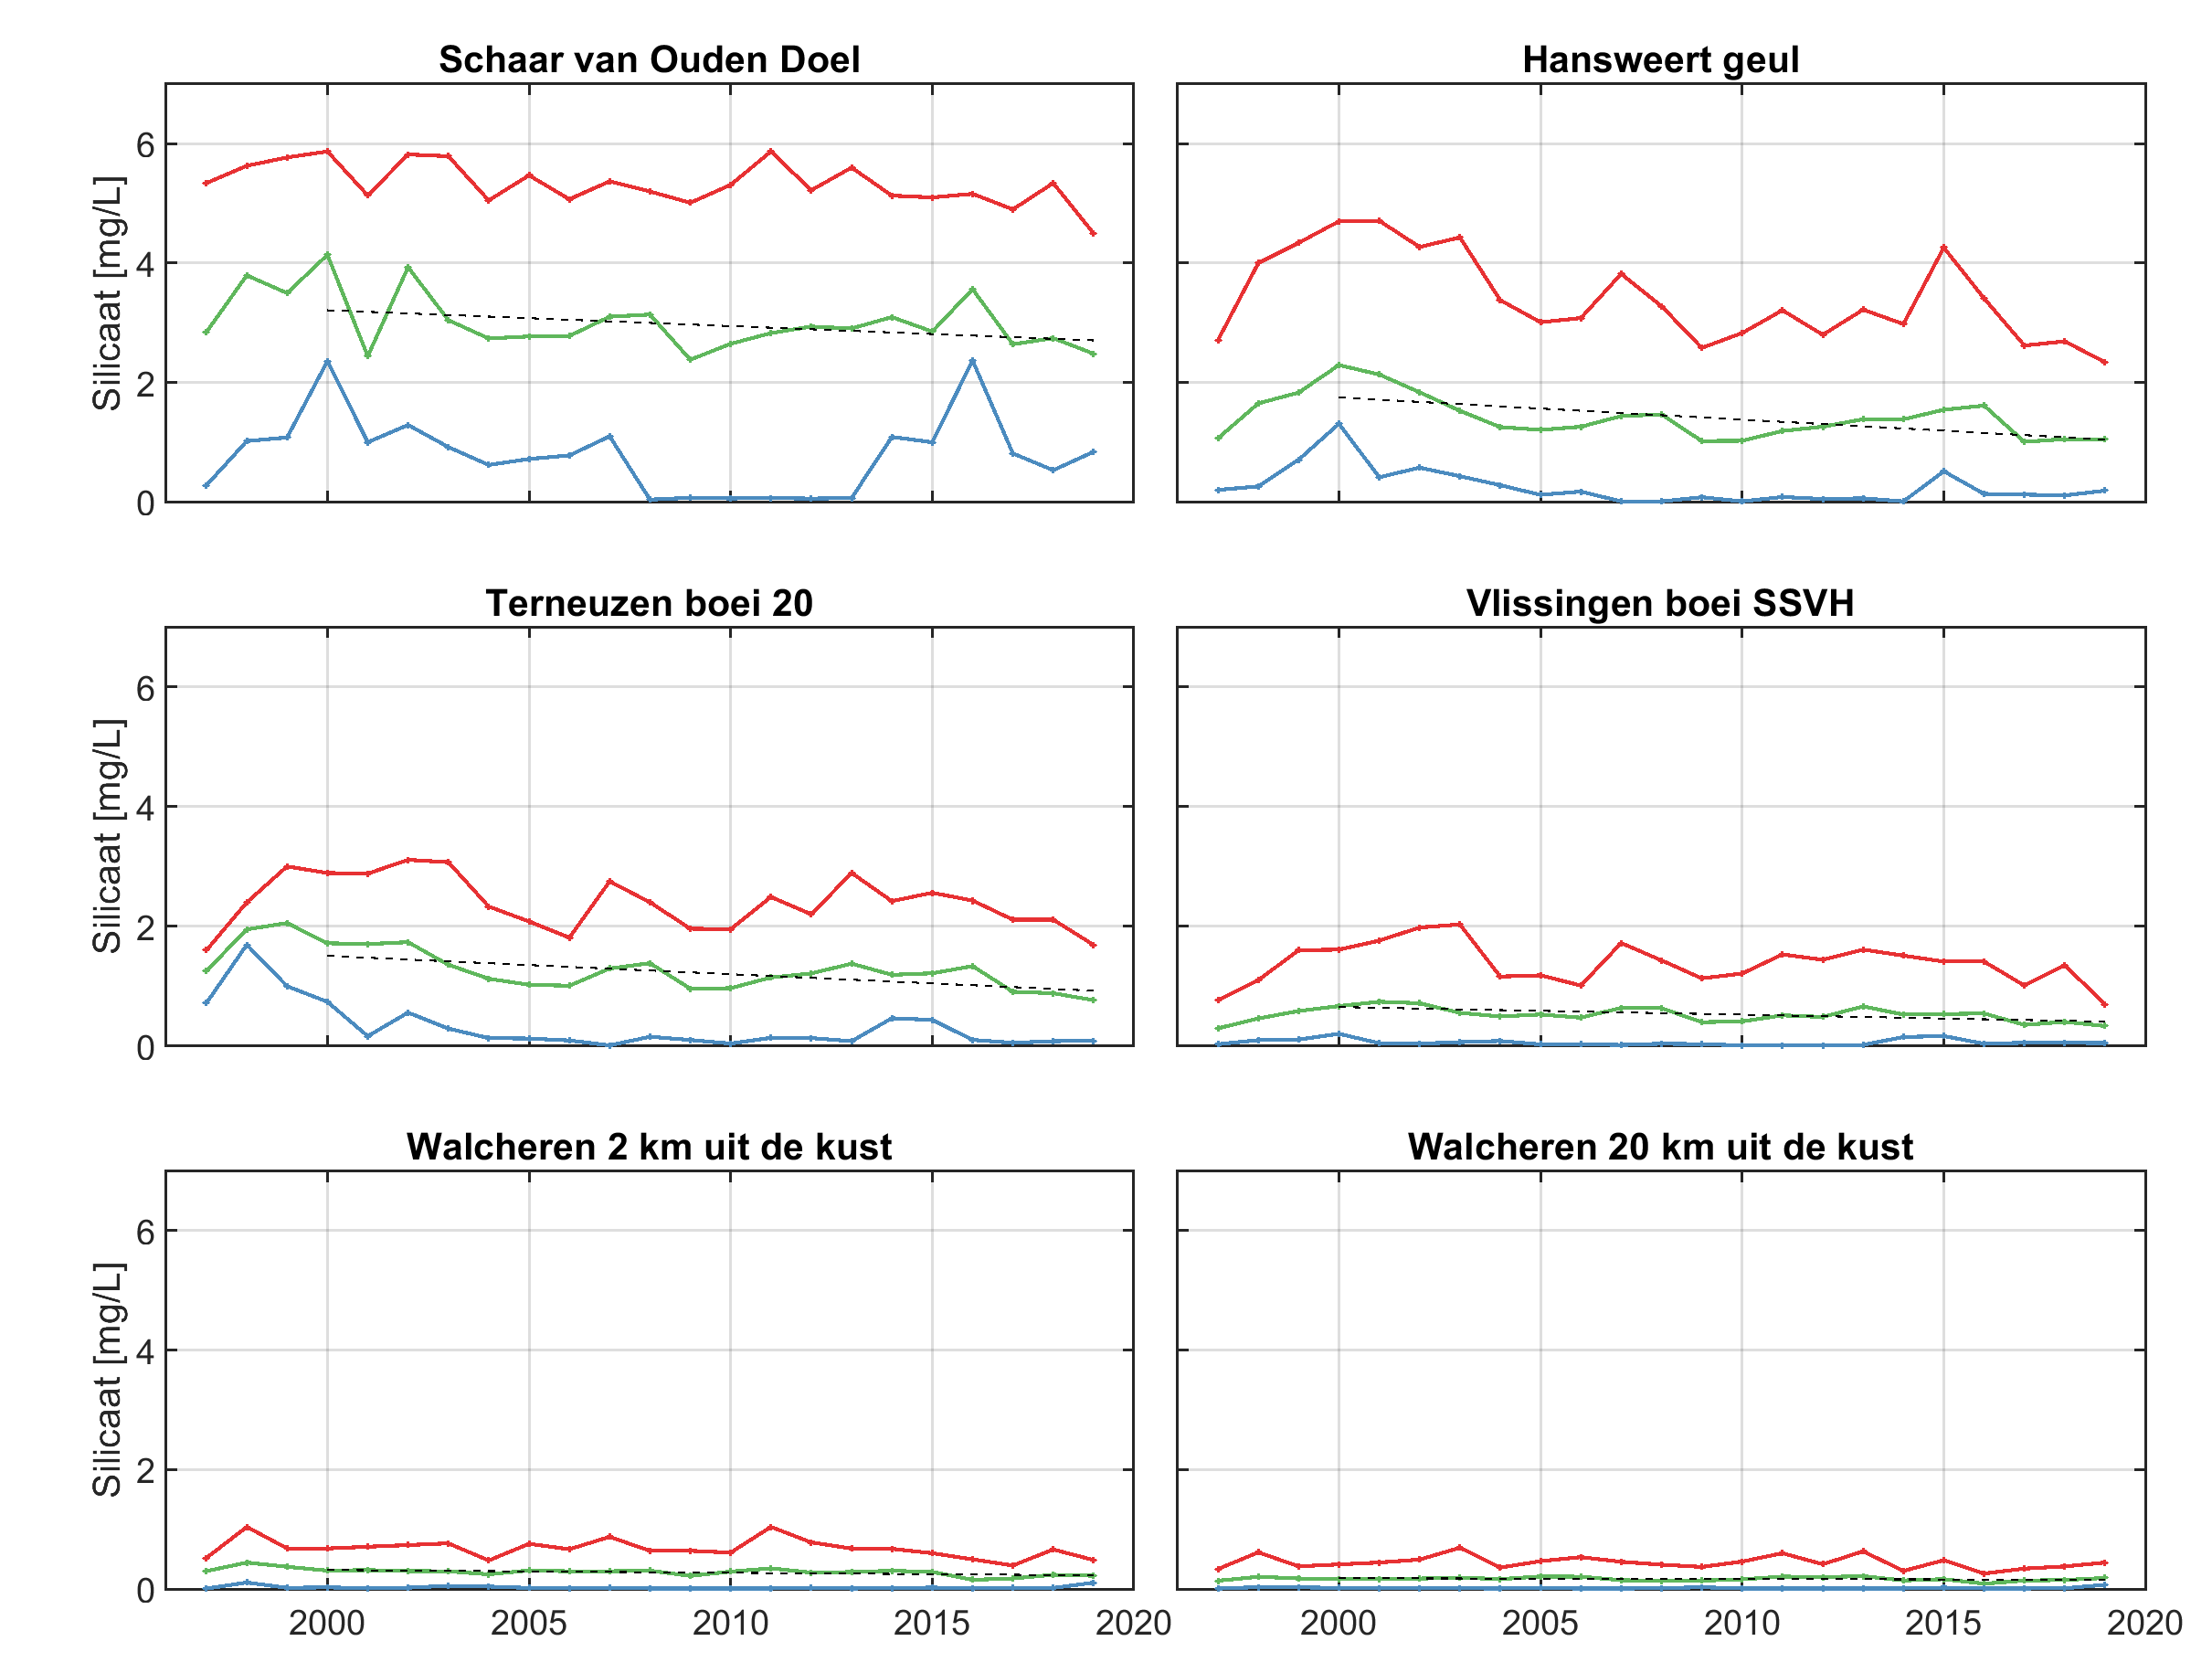 Schaar van Ouden Doel
Hansweert geul
Silicaat [mg/L]
6
4
2
0
Terneuzen boei 20
Vlissingen boei SSVH
Silicaat [mg/L]
6
4
2
0
Walcheren 2 km uit de kust
Walcheren 20 km uit de kust
Silicaat [mg/L]
6
4
2
0
2000 2005 2010 2015 2020
2000 2005 2010 2015 2020